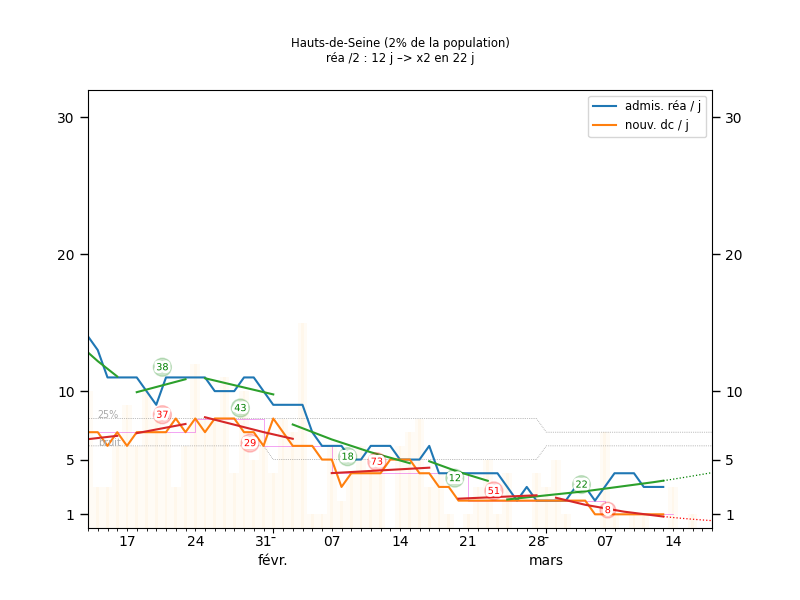 Hauts-de-Seine (2% de la population)
réa /2 : 12 j –> x2 en 22 j
admis. réa / j
nouv. dc / j
30 30
20 20
10 10
5 5
1 1
38
37
43
25%
bruit
29
18
73
12
51
22
8
17 24 31 07 14 21 28 07 14
févr. mars